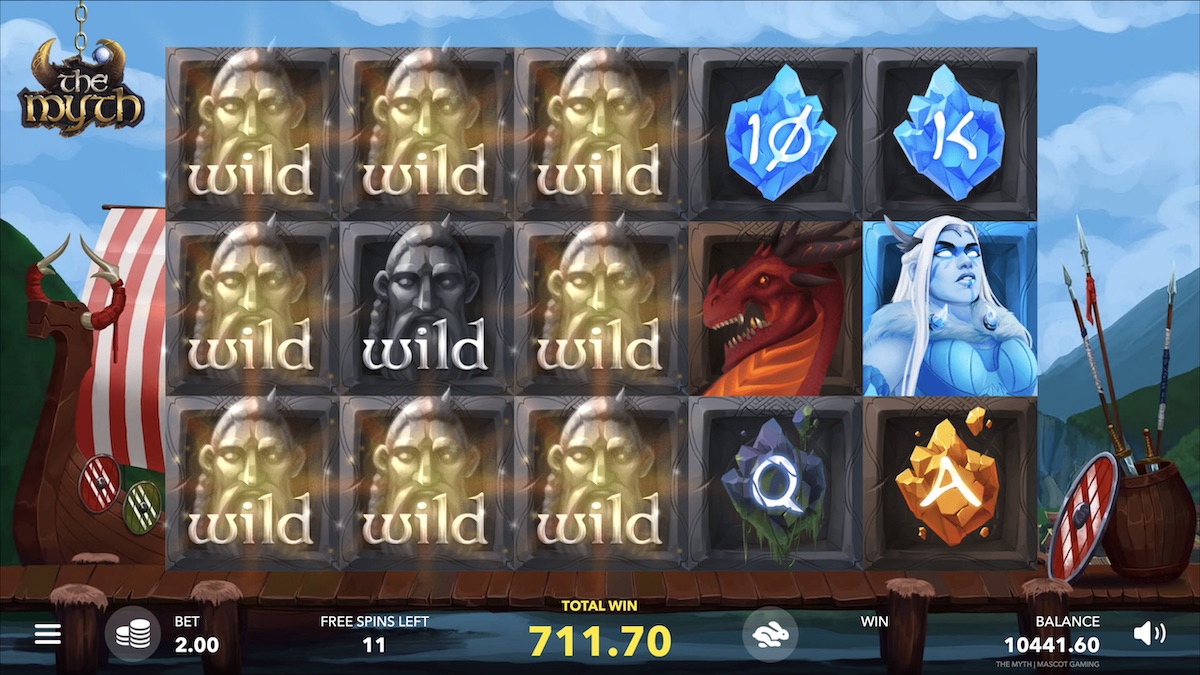 the
myth
wild wild wild 10 K
wild wild wild
wild wild wild Q A
BET
2.00
FREE SPINS LEFT
11
TOTAL WIN
711.70
WIN
BALANCE
10441.60
THE MYTH | MASCOT GAMING